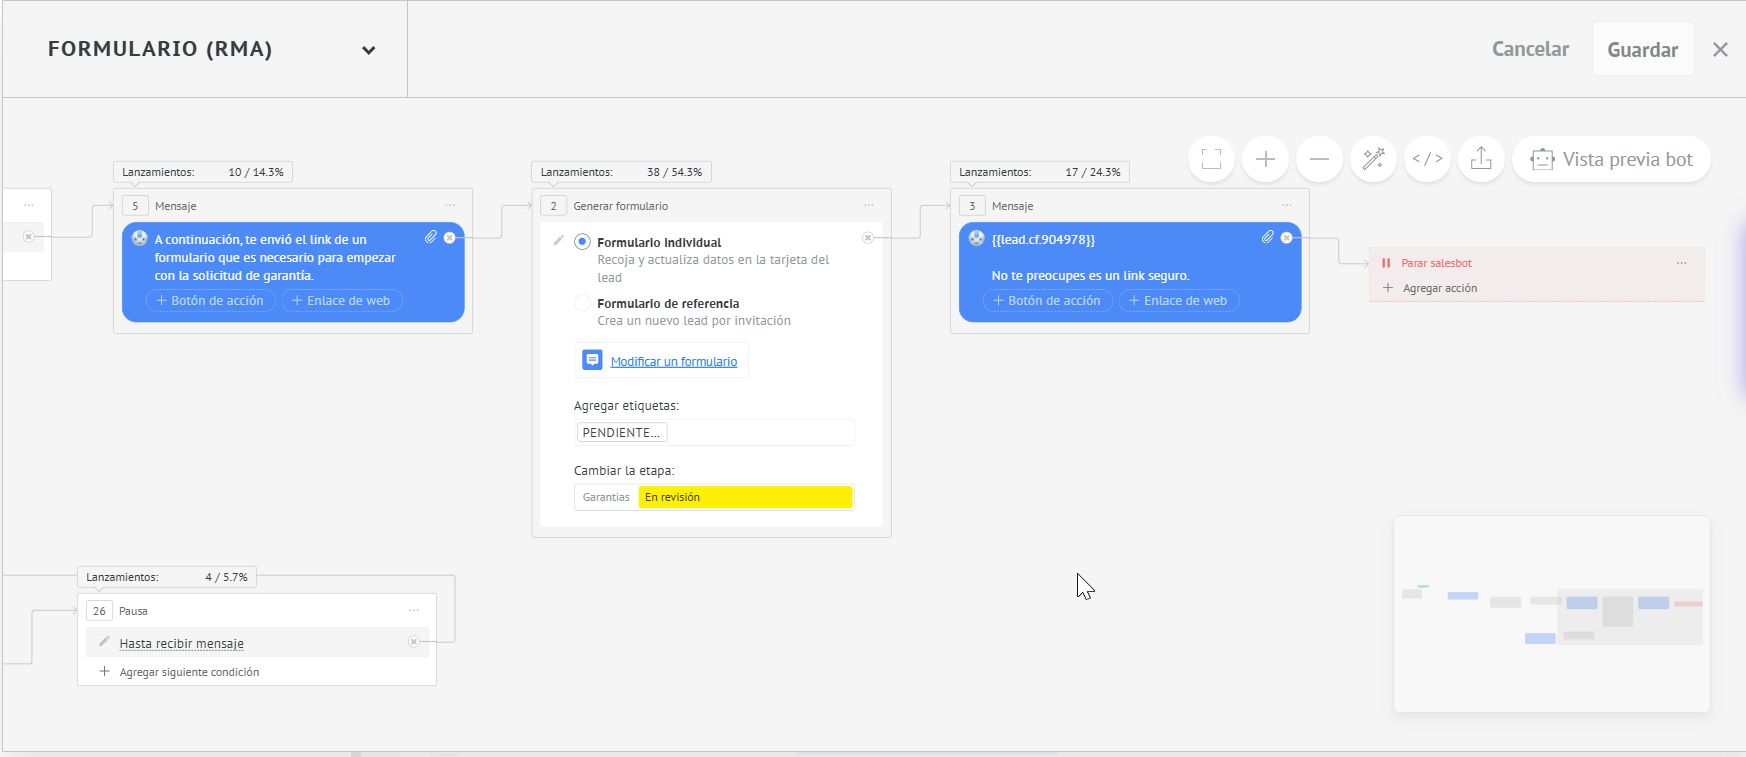 FORMULARIO (RMA)
Cancelar
Guardar
Vista previa bot
Lanzamientos: 10 / 14.3%
5 Mensaje
A continuación, te envió el link de un
formulario que es necesario para empezar
con la solicitud de garantía.
+ Botón de acción + Enlace de web
Lanzamientos: 38 / 54.3%
2 Generar formulario
Formulario individual
Recoja y actualiza datos en la tarjeta del
lead
Formulario de referencia
Crea un nuevo lead por invitación
Modificar un formulario
Agregar etiquetas:
PENDIENTE...
Cambiar la etapa:
Garantias En revisión
Lanzamientos: 17 / 24.3%
3 Mensaje
{{lead.cf.904978}}
No te preocupes es un link seguro.
+ Botón de acción + Enlace de web
Parar salesbot
+ Agregar acción
Lanzamientos: 4 / 5.7%
26 Pausa
Hasta recibir mensaje
+ Agregar siguiente condición